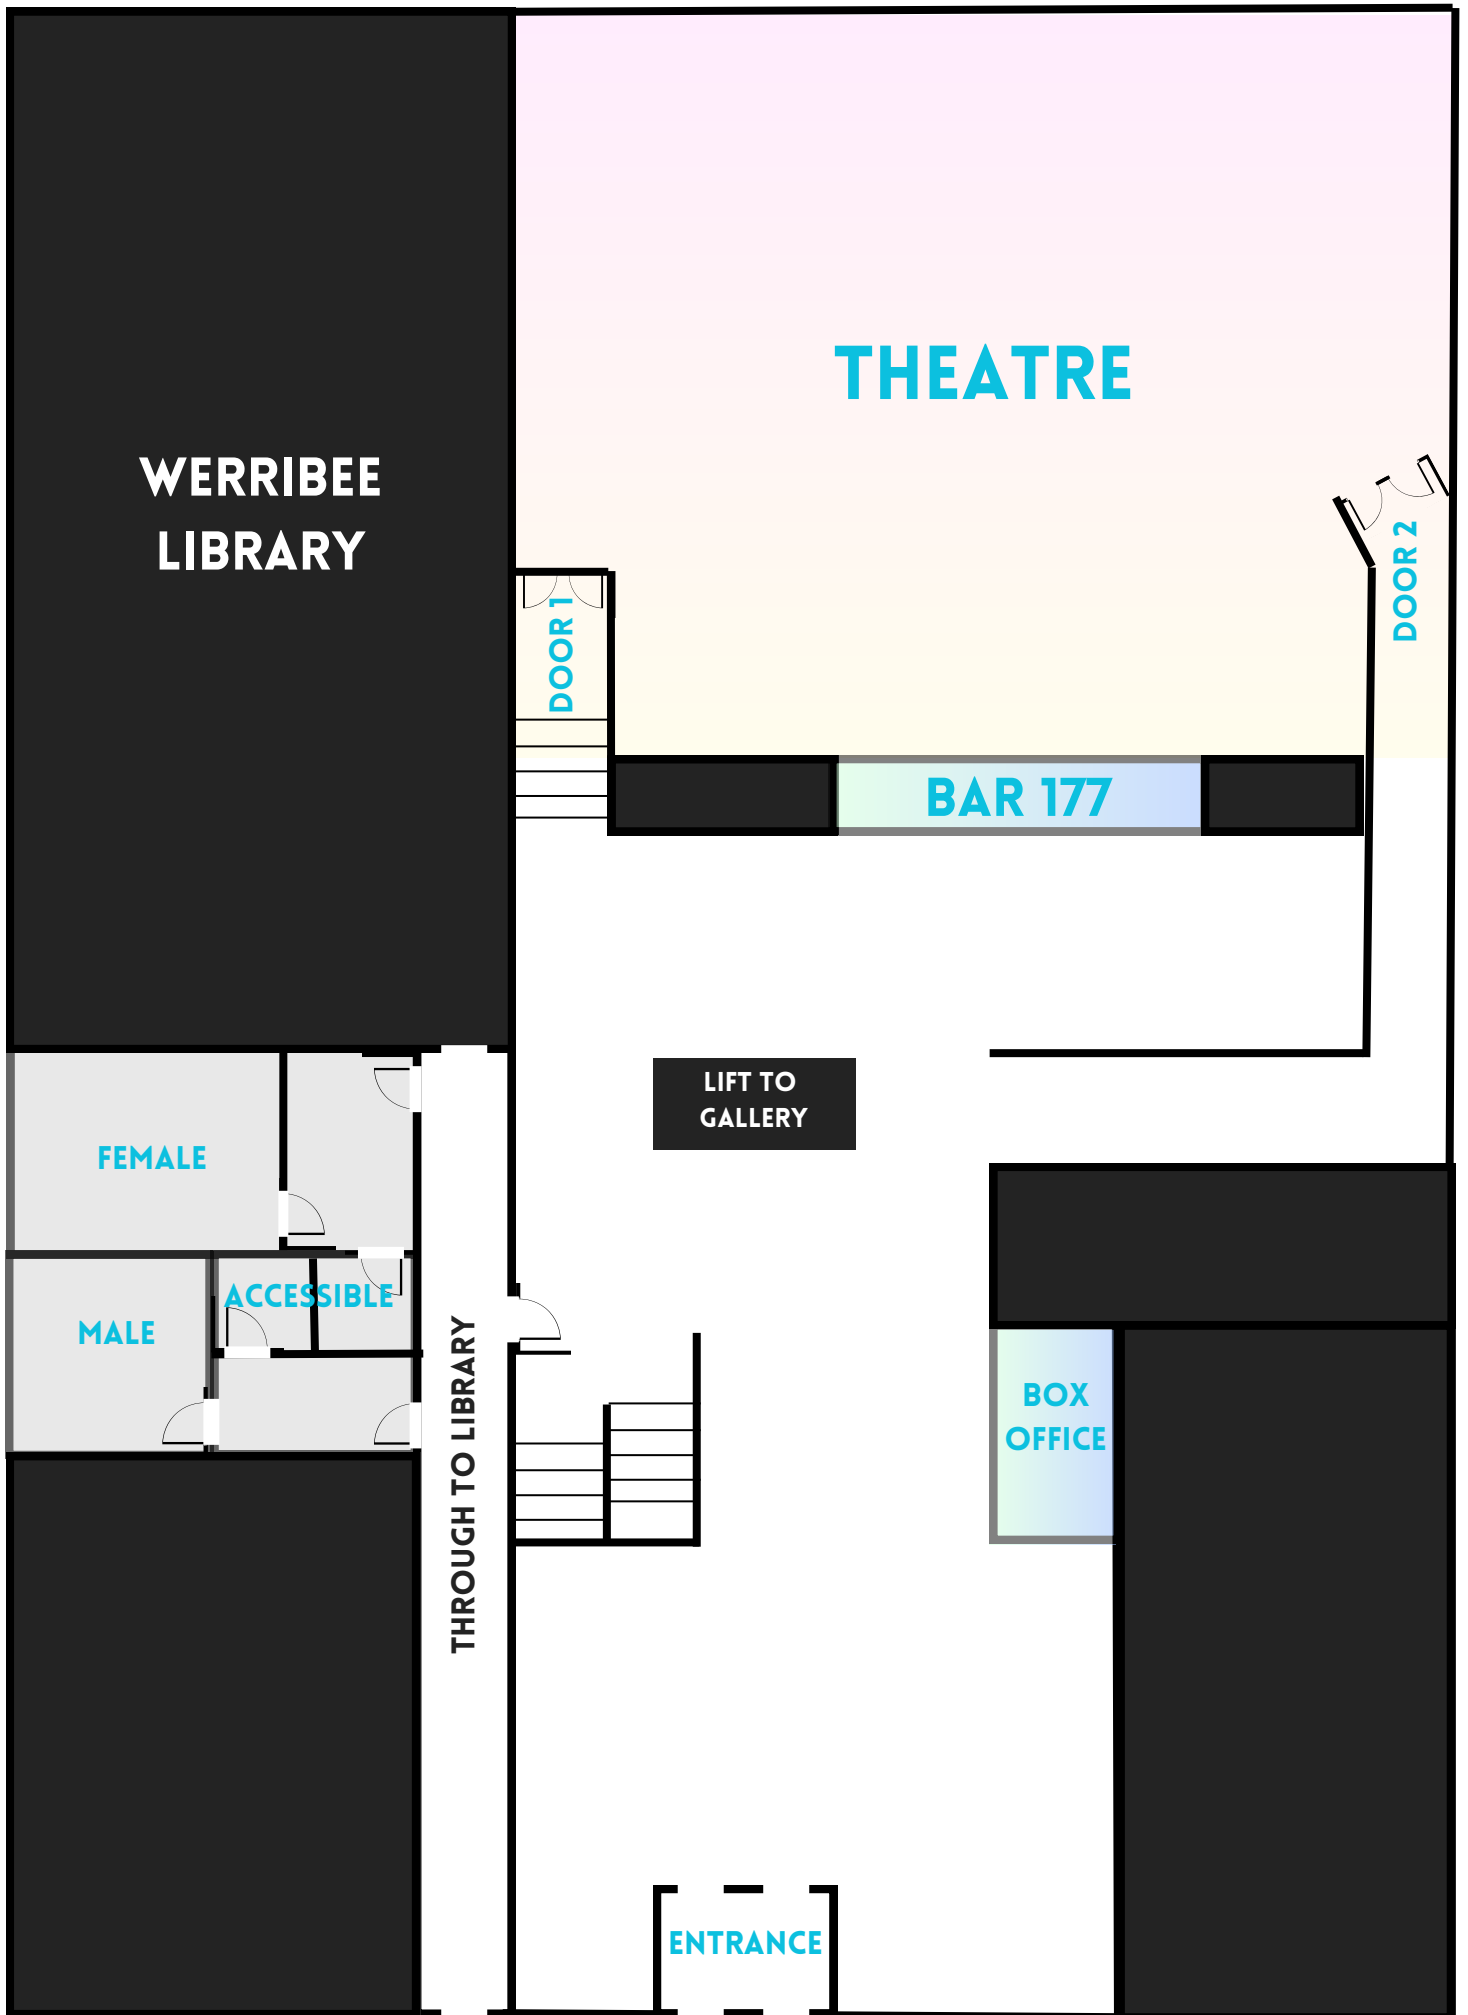 THEATRE
WERRIBEE
LIBRARY
DOOR 2
DOOR 1
BAR 177
LIFT TO
GALLERY
FEMALE
ACCESSIBLE
MALE
THROUGH TO LIBRARY
BOX
OFFICE
ENTRANCE